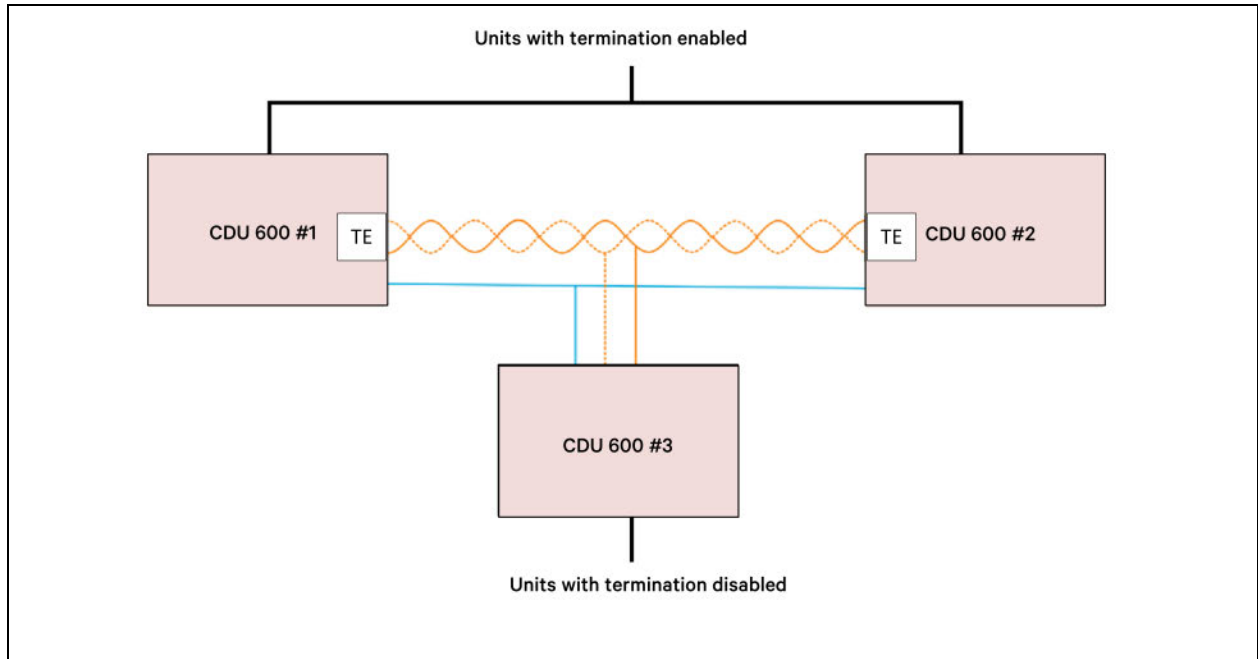 Units with termination enabled
CDU 600 #1
TE
TE
CDU 600 #2
CDU 600 #3
Units with termination disabled